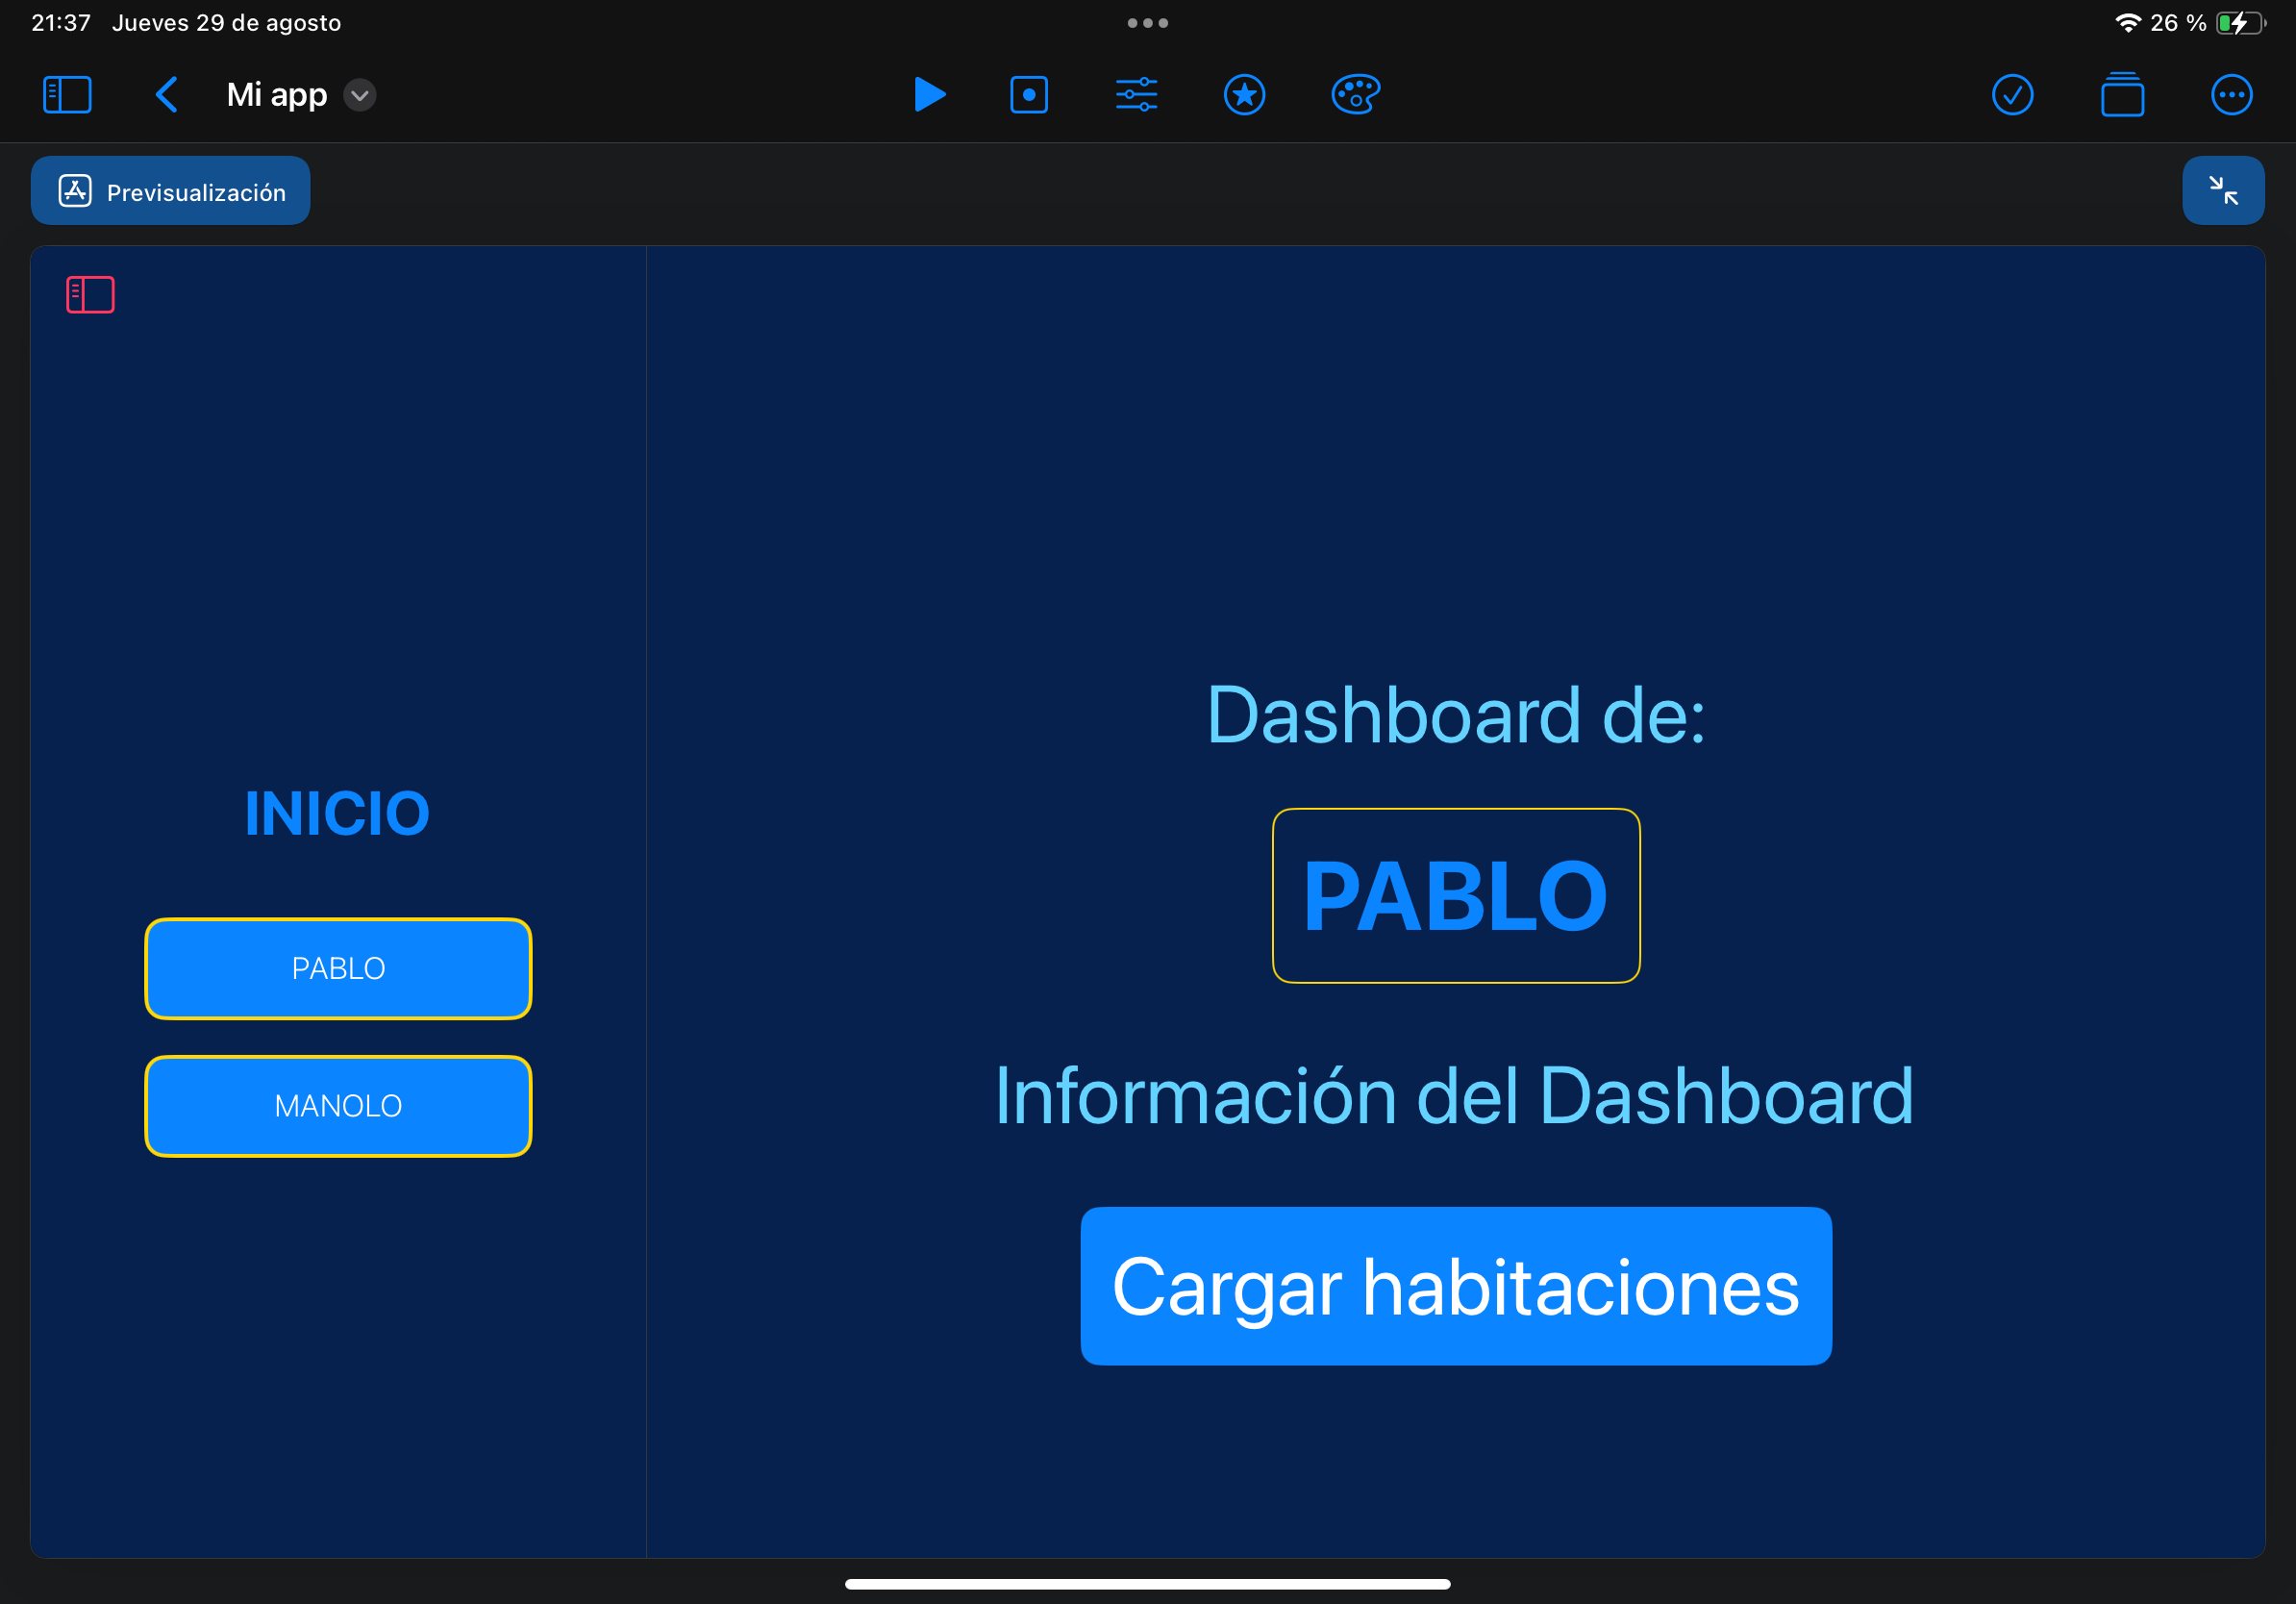 21:37 Jueves 29 de agosto
26 %
Mi app
Previsualización
INICIO
PABLO
MANOLO
Dashboard de:
PABLO
Información del Dashboard
Cargar habitaciones